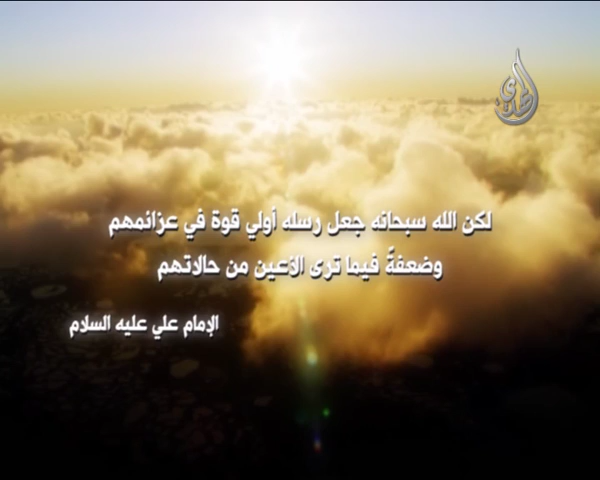 الهادي
لكن الله سبحانه جعل رسله أولي قوة في عزائمهم
وضعفةً فيما ترى الأعين من حالاتهم
الإمام علي عليه السلام